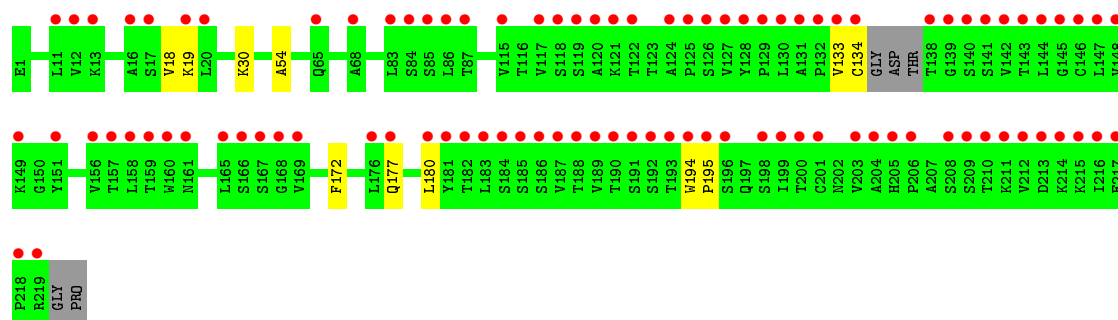 E1 L11 V12 K13 A16 S17 V18 K19 L20 K30 A54 Q65 A68 L83 S84 S85 L86 T87 V115 T116 V117 S118 S119 A120 K121 T122 T123 A124 P125 S126 V127 Y128 P129 L130 A131 P132 V133 C134 GLY ASP THR T138 G139 S140 S141 V142 T143 L144 G145 C146 L147 V148
K149 G150 Y151 V156 T157 L158 T159 W160 N161 L165 S166 S167 G168 V169 F172 L176 Q177 L180 Y181 T182 L183 S184 S185 S186 V187 T188 V189 T190 S191 S192 T193 W194 P195 S196 Q197 S198 I199 T200 C201 N202 V203 A204 H205 P206 A207 S208 S209 T210 K211 V212 D213 K214 K215 I216
P218 R219 GLY PRO